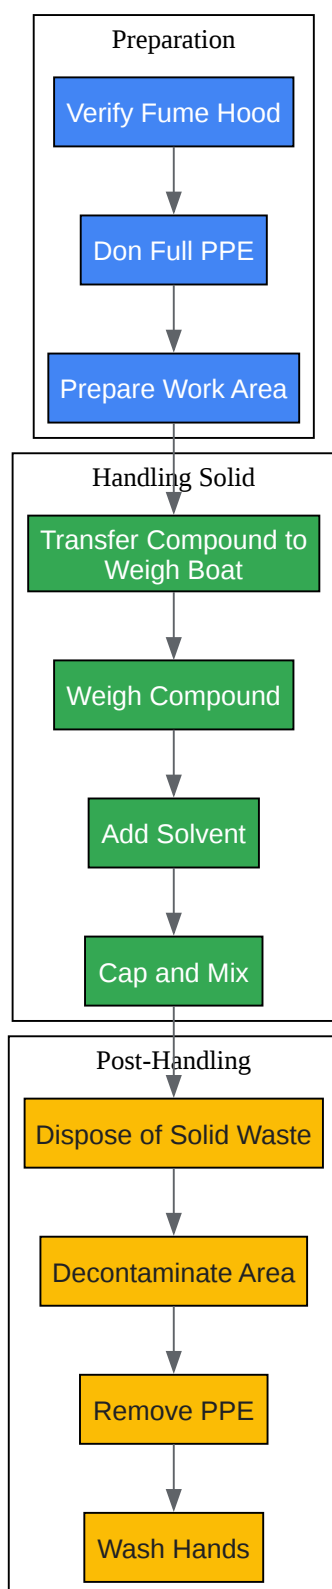 Preparation
Verify Fume Hood
Don Full PPE
Prepare Work Area
Handling Solid
Transfer Compound to
Weigh Boat
Weigh Compound
Add Solvent
Cap and Mix
Post-Handling
Dispose of Solid Waste
Decontaminate Area
Remove PPE
Wash Hands